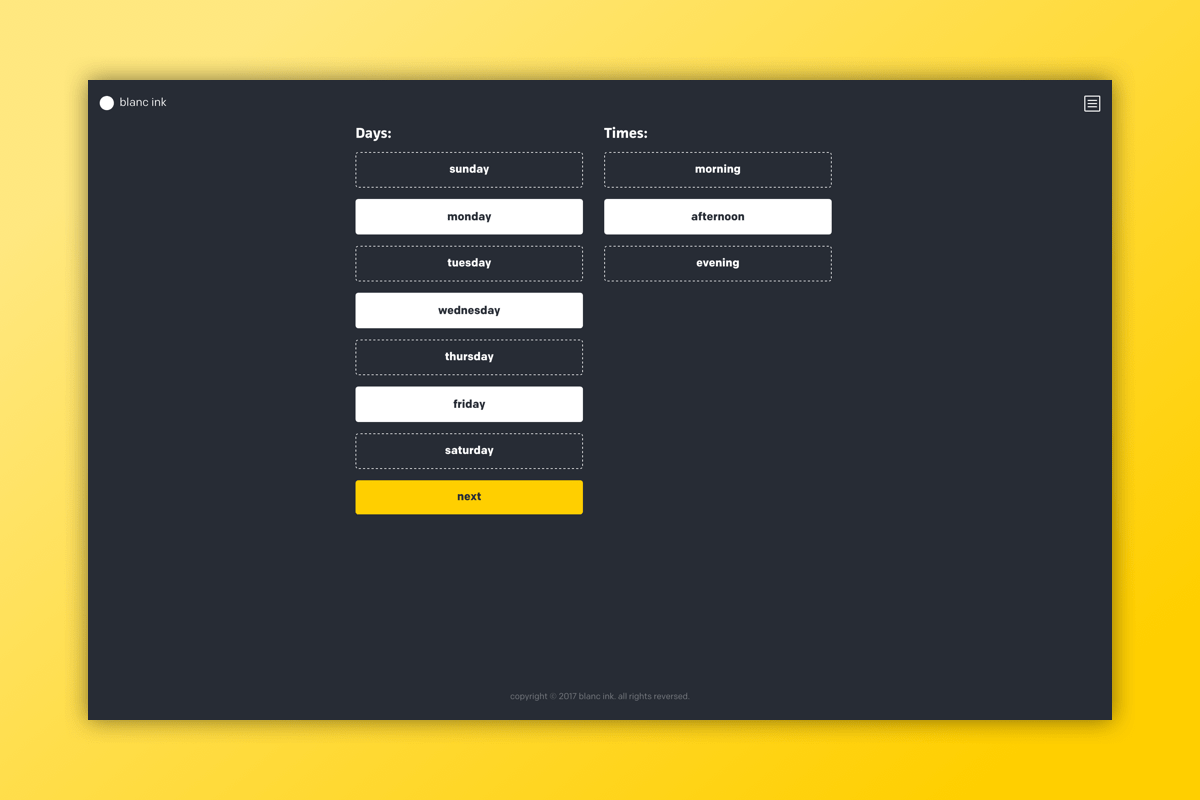 blanc ink
Days:
sunday
monday
tuesday
wednesday
thursday
friday
saturday
next
Times:
morning
afternoon
evening
copyright © 2017 blanc ink. all rights reversed.